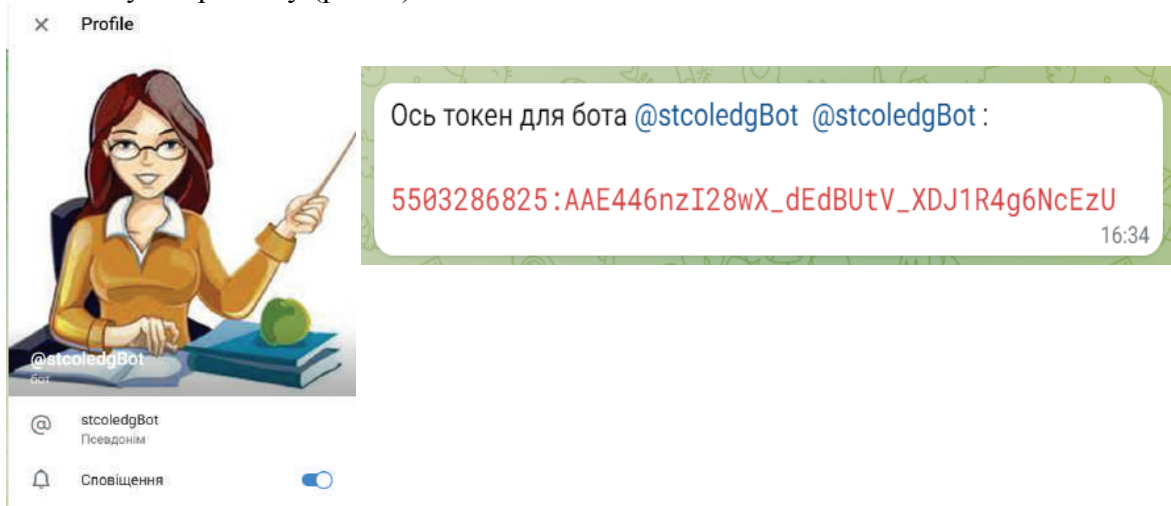 Profile
@stcoledgBot
бот
stcoledgBot
Псевдонім
Сповіщення
Ось токен для бота @stcoledgBot @stcoledgBot :
5503286825:AAE446nzI28wX_dEdBUtV_XDJ1R4g6NcEzU
16:34